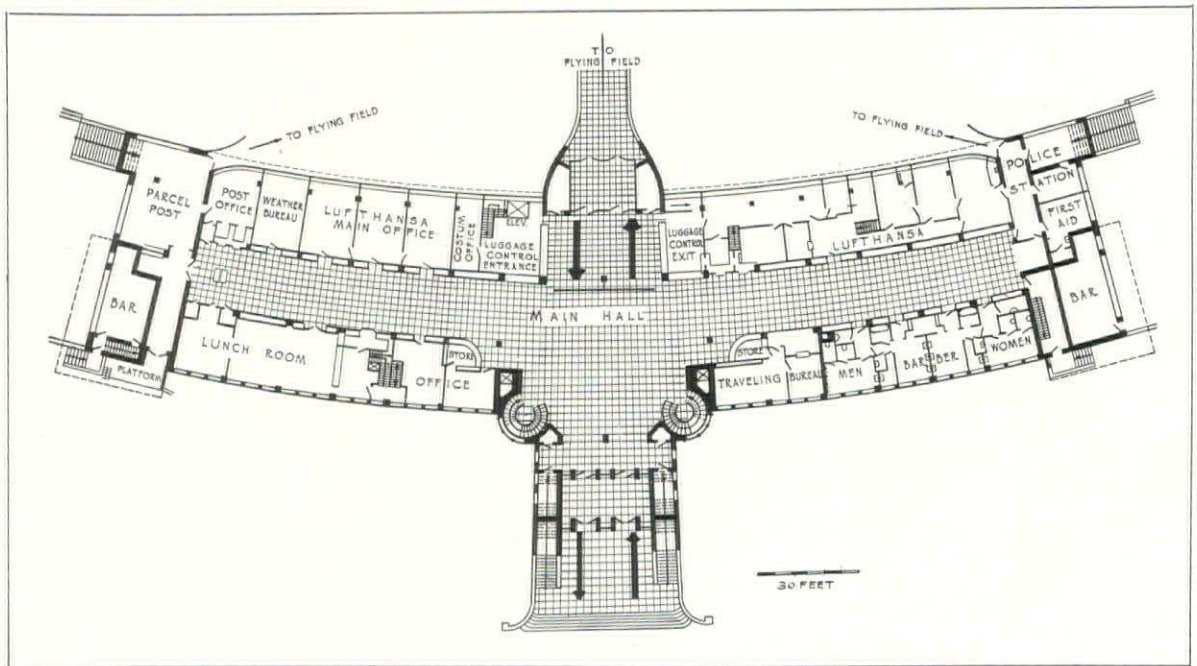 TO
FLYING FIELD
TO FLYING FIELD
TO FLYING FIELD
PARCEL
POST
POST
OFFICE
WEATHER
BUREAU
LUFTHANSA
MAIN OFFICE
COSTUM
OFFICE
ELEV.
LUGGAGE
CONTROL
ENTRANCE
LUGGAGE
CONTROL
EXIT
LUFTHANSA
POLICE
STATION
FIRST
AID
BAR
BAR
MAIN HALL
LUNCH ROOM
PLATFORM
STORE
OFFICE
STORE
TRAVELING BUREAU
MEN
BARBER
WOMEN
30 FEET